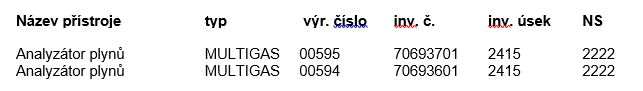 Název přístroje typ výr. číslo inv. č. inv. úsek NS
Analyzátor plynů MULTIGAS 00595 70693701 2415 2222
Analyzátor plynů MULTIGAS 00594 70693601 2415 2222